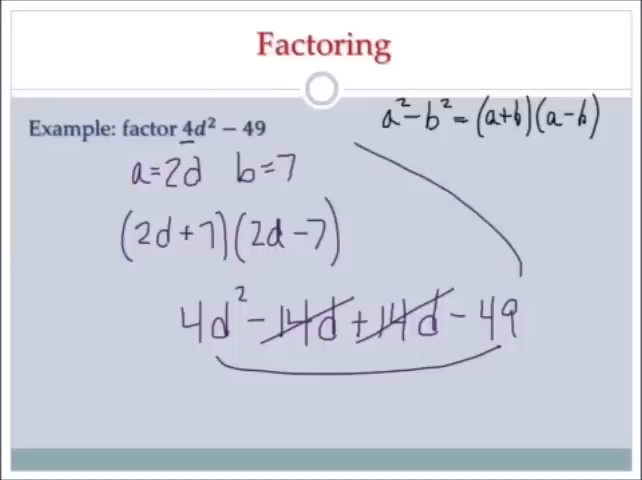 Factoring
Example: factor 4d² − 49
a²-b²=(a+b)(a-b)
a=2d b=7
(2d+7)(2d-7)
4d²-14d+14d-49